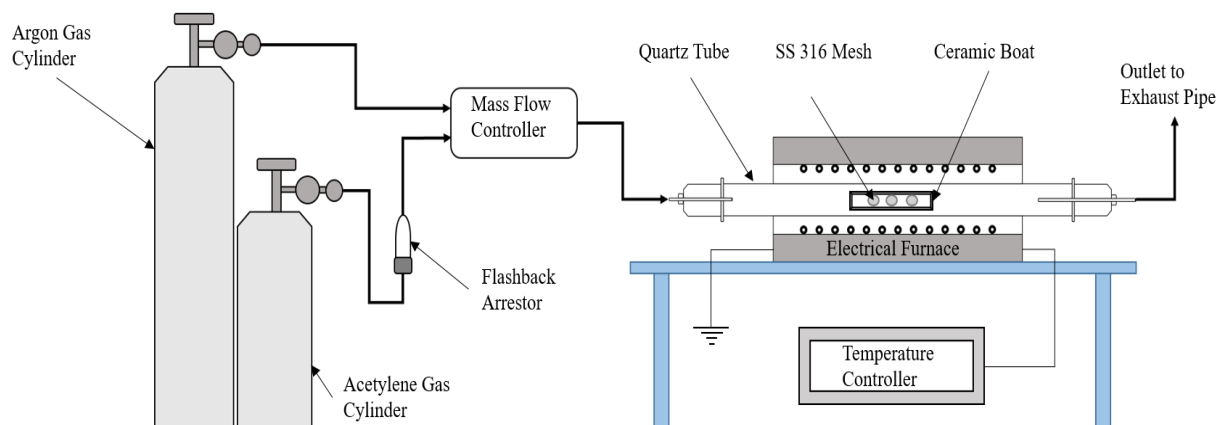 Argon Gas
Cylinder
Acetylene Gas
Cylinder
Flashback
Arrestor
Mass Flow
Controller
Quartz Tube
SS 316 Mesh
Ceramic Boat
Outlet to
Exhaust Pipe
Electrical Furnace
Temperature
Controller